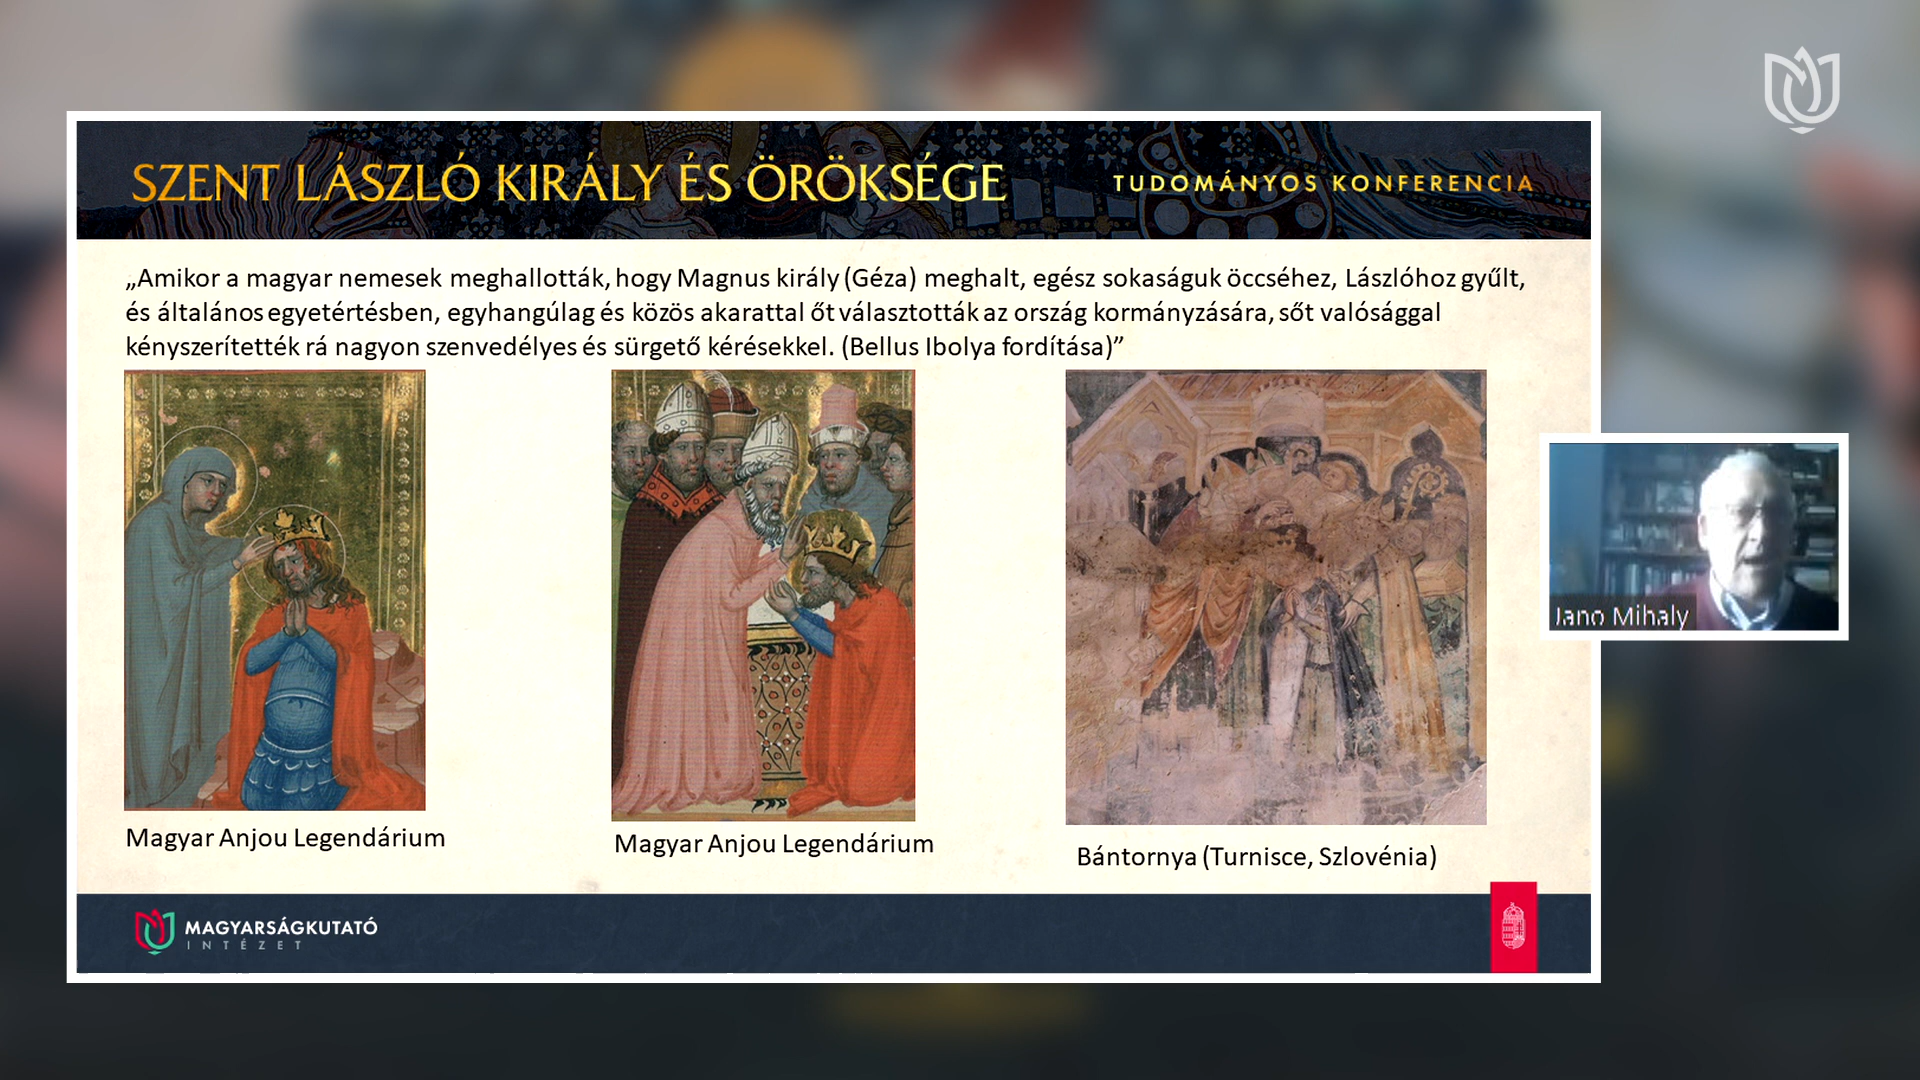 SZENT LÁSZLÓ KIRÁLY ÉS ÖRÖKSÉGE
TUDOMÁNYOS KONFERENCIA
„Amikor a magyar nemesek meghallották, hogy Magnus király (Géza) meghalt, egész sokaságuk öccséhez, Lászlóhoz gyűlt,
és általános egyetértésben, egyhangúlag és közös akarattal őt választották az ország kormányzására, sőt valósággal
kényszerítették rá nagyon szenvedélyes és sürgető kérésekkel. (Bellus Ibolya fordítása)”
Magyar Anjou Legendárium
Magyar Anjou Legendárium
Bántornya (Turnisce, Szlovénia)
Jano Mihaly
MAGYARSÁGKUTATÓ
INTÉZET